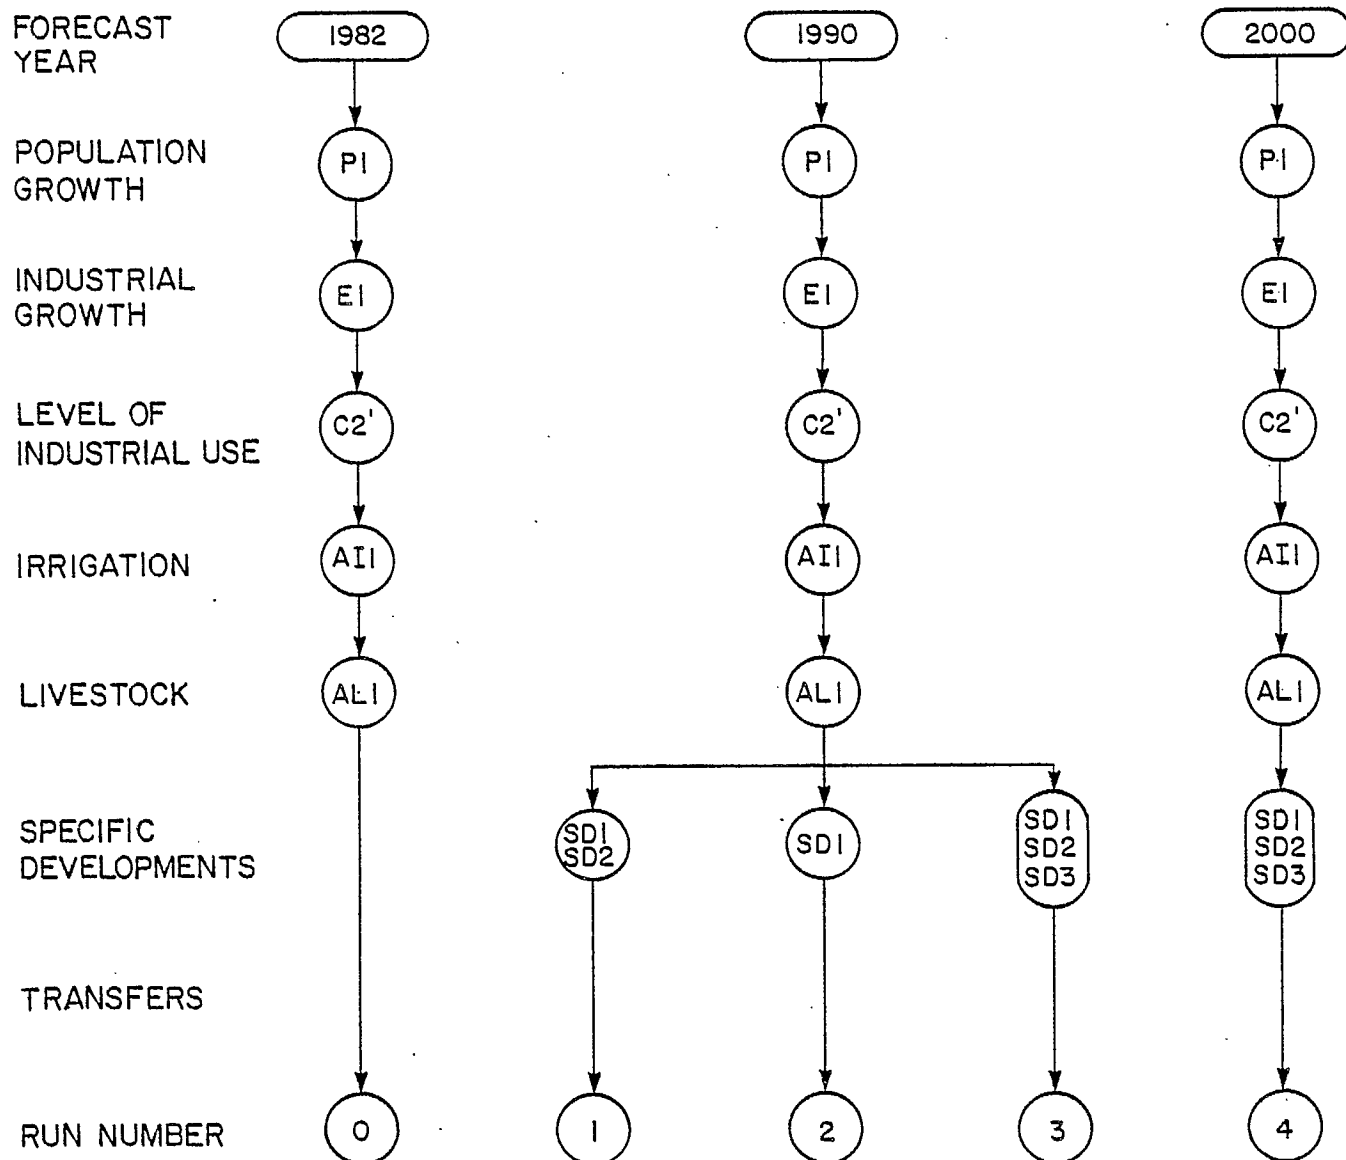 FORECAST
YEAR
1982
1990
2000
POPULATION
GROWTH
P1
P1
P1
INDUSTRIAL
GROWTH
E1
E1
E1
LEVEL OF
INDUSTRIAL USE
C2'
C2'
C2'
IRRIGATION
AI1
AI1
AI1
LIVESTOCK
AL1
AL1
AL1
SPECIFIC
DEVELOPMENTS
SD1
SD2
SD1
SD1
SD2
SD3
SD1
SD2
SD3
TRANSFERS
RUN NUMBER
0
1
2
3
4